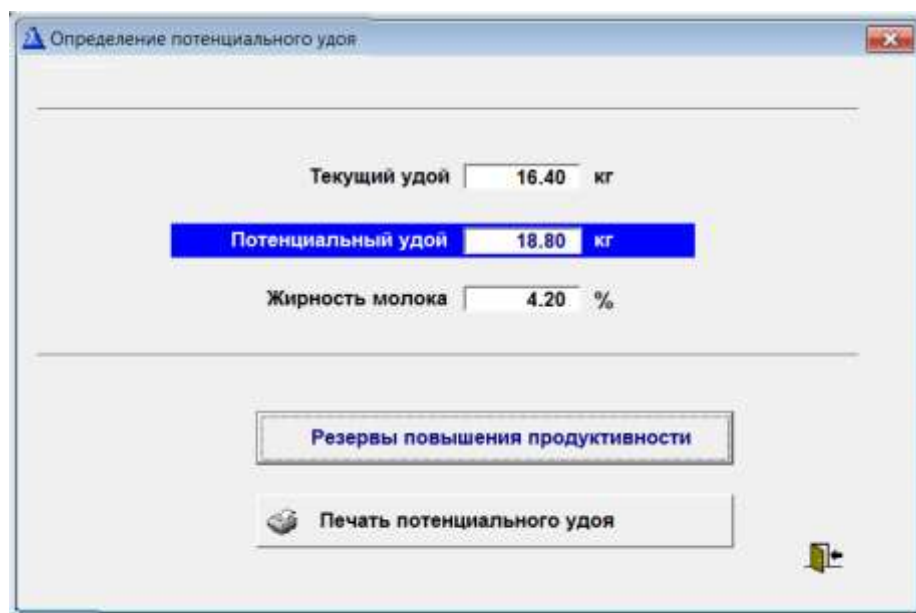 Определение потенциального удоя
Текущий удой 16.40 кг
Потенциальный удой 18.80 кг
Жирность молока 4.20 %
Резервы повышения продуктивности
Печать потенциального удоя